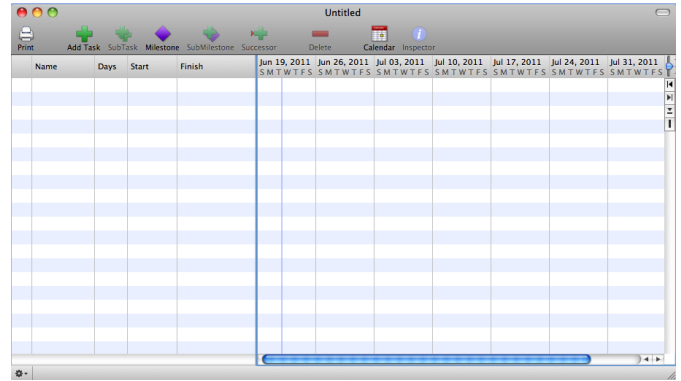 Untitled
Print Add Task SubTask Milestone SubMilestone Successor Delete Calendar Inspector
Name Days Start Finish Jun 19, 2011 Jun 26, 2011 Jul 03, 2011 Jul 10, 2011 Jul 17, 2011 Jul 24, 2011 Jul 31, 2011
S M T W T F S S M T W T F S S M T W T F S S M T W T F S S M T W T F S S M T W T F S S M T W T F S